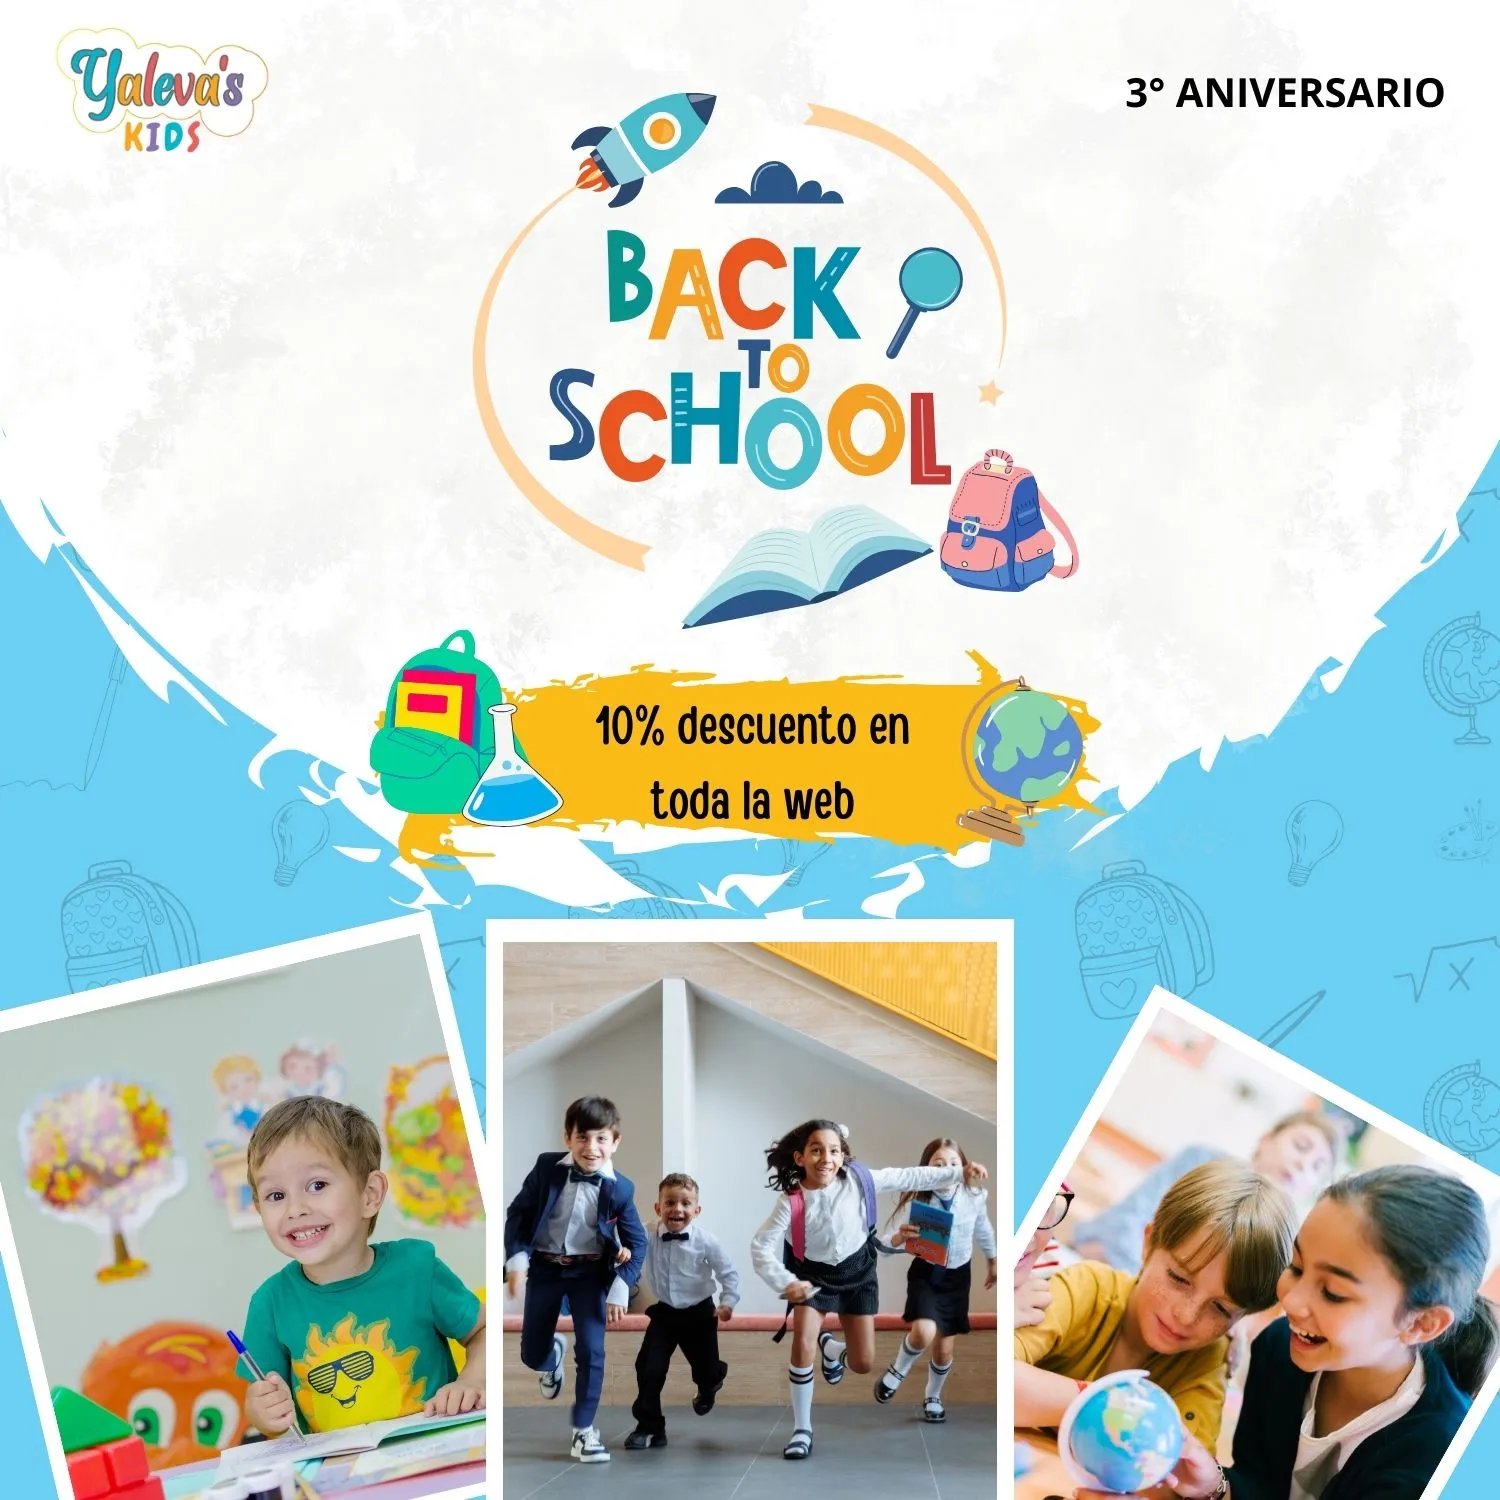 Yaleva's
KIDS
3° ANIVERSARIO
BACK
TO
SCHOOL
10% descuento en
toda la web
√x